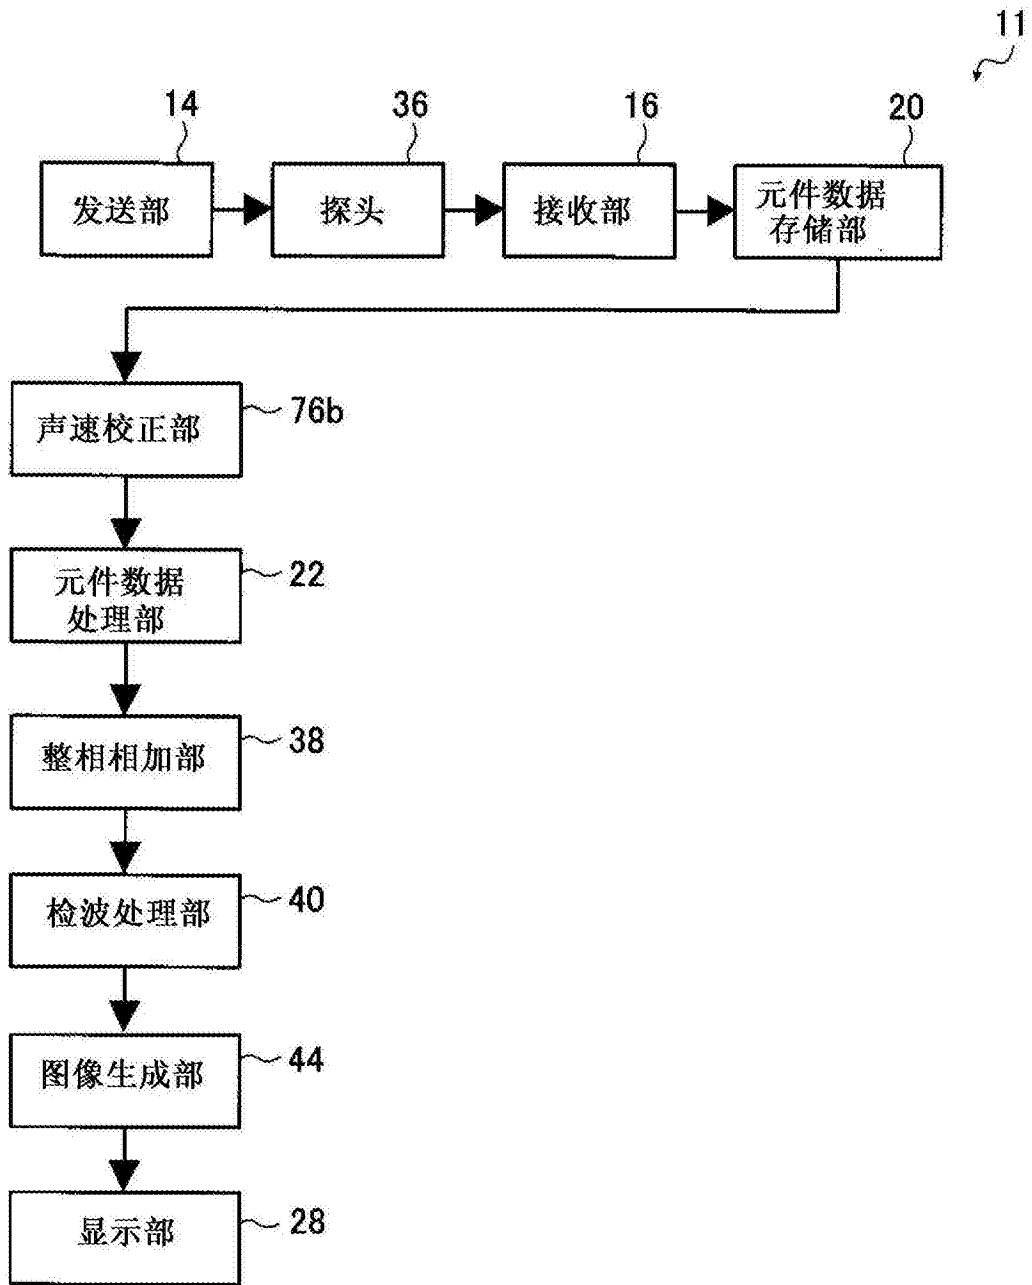 11
14
36
16
20
发送部
探头
接收部
元件数据
存储部
声速校正部
76b
元件数据
处理部
22
整相相加部
38
检波处理部
40
图像生成部
44
显示部
28